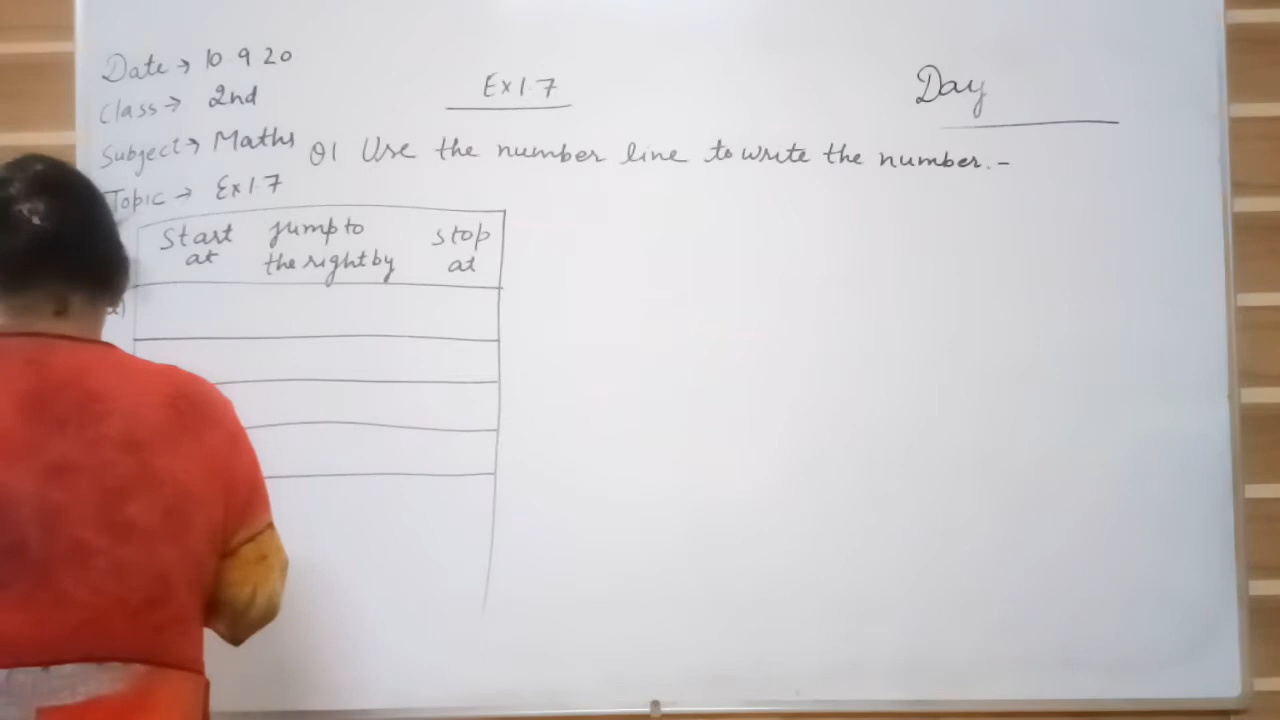 Date → 10 9 20
Class → 2nd
Subject → Maths
Topic → Ex 1.7
Ex 1.7
Day
Q1 Use the number line to write the number.-
Start at
jump to the right by
stop at